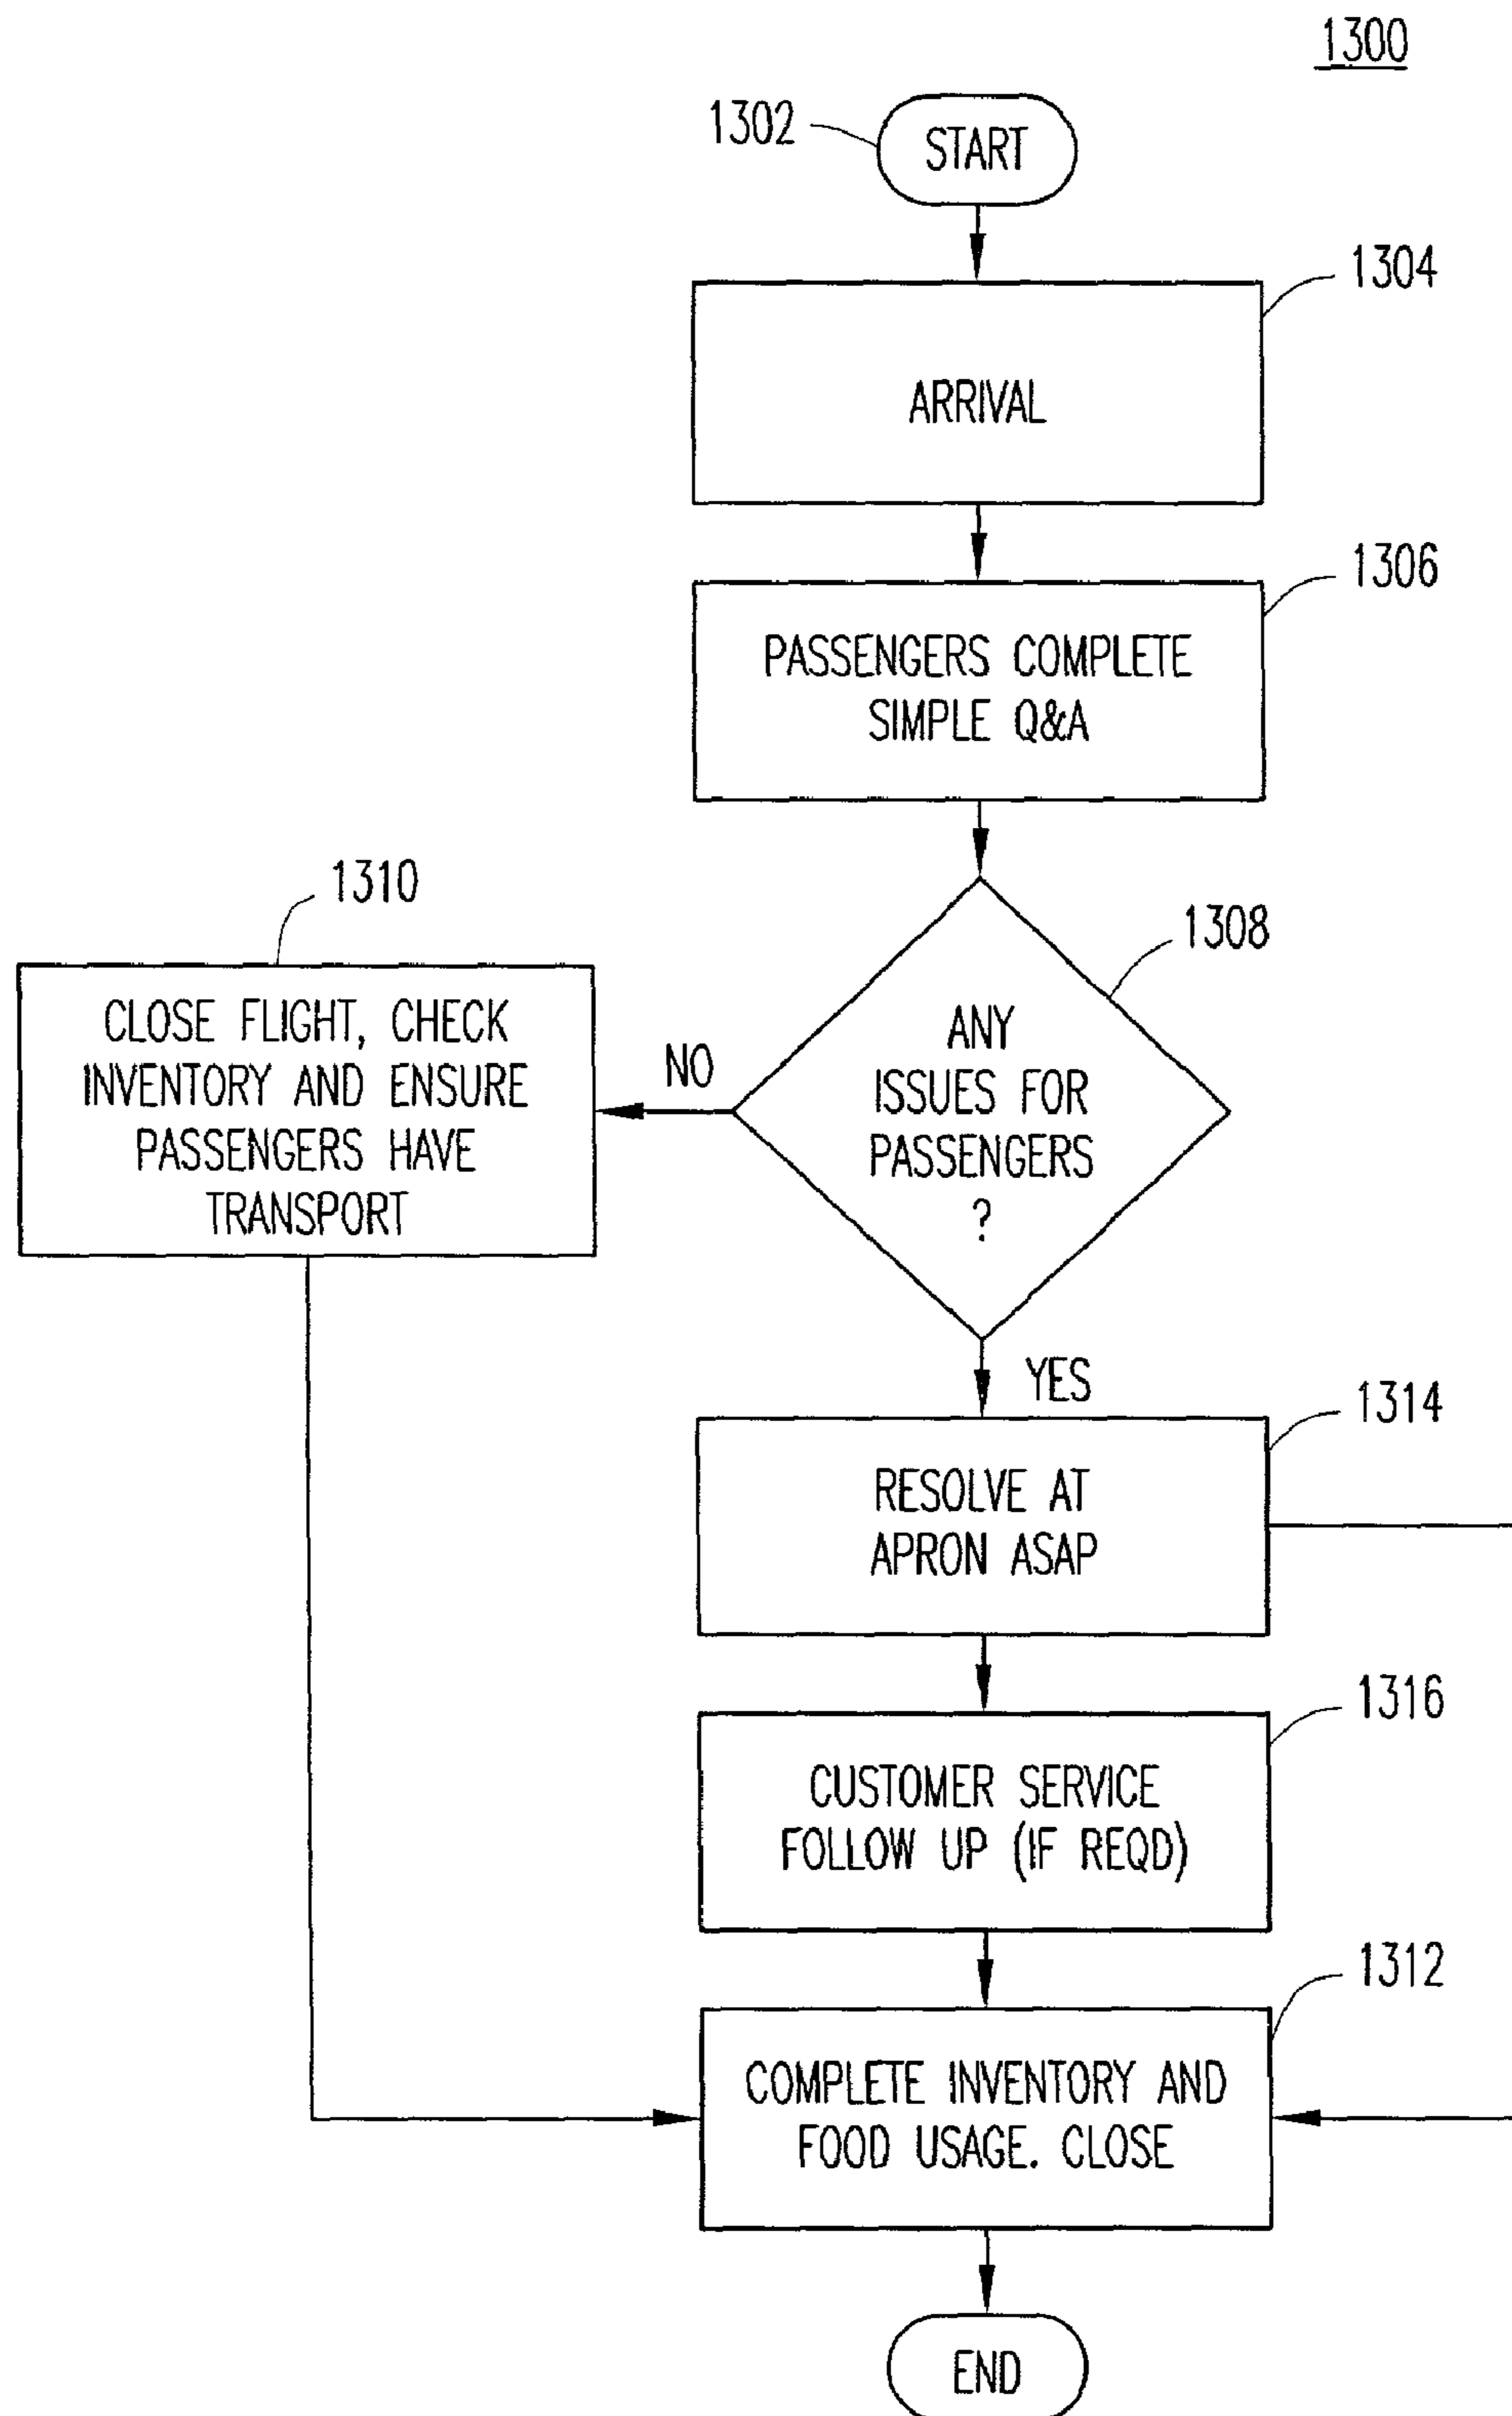 1300
1302
START
1304
ARRIVAL
1306
PASSENGERS COMPLETE
SIMPLE Q&A
1308
ANY
ISSUES FOR
PASSENGERS
?
NO
1310
CLOSE FLIGHT, CHECK
INVENTORY AND ENSURE
PASSENGERS HAVE
TRANSPORT
YES
1314
RESOLVE AT
APRON ASAP
1316
CUSTOMER SERVICE
FOLLOW UP (IF REQD)
1312
COMPLETE INVENTORY AND
FOOD USAGE. CLOSE
END